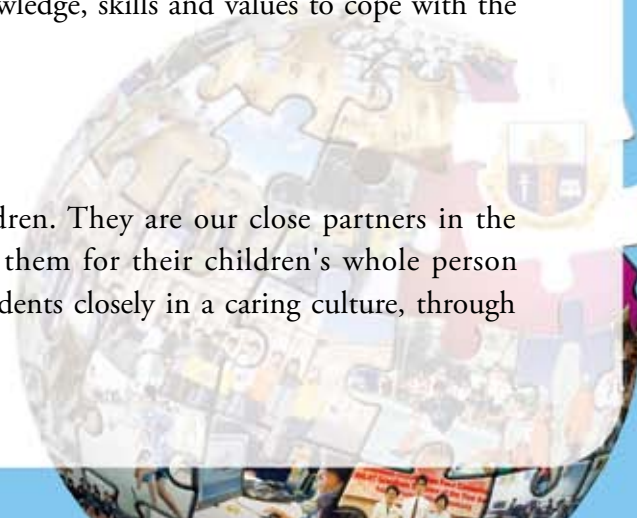 wledge, skills and values to cope with the
dren. They are our close partners in the
them for their children's whole person
dents closely in a caring culture, through